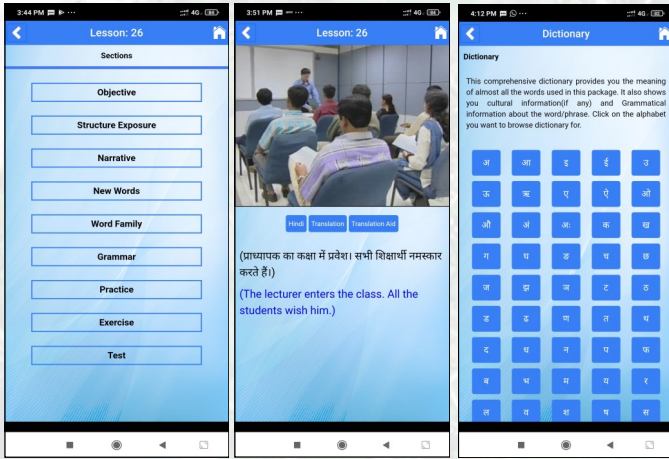 3:44 PM
4G
Lesson: 26
Sections
Objective
Structure Exposure
Narrative
New Words
Word Family
Grammar
Practice
Exercise
Test
3:51 PM
4G
Lesson: 26
Hindi Translation Translation Aid
(प्राध्यापक का कक्षा में प्रवेश। सभी शिक्षार्थी नमस्कार
करते हैं।)
(The lecturer enters the class. All the
students wish him.)
4:12 PM
4G
Dictionary
Dictionary
This comprehensive dictionary provides you the meaning
of almost all the words used in this package. It also shows
you cultural information(if any) and Grammatical
information about the word/phrase. Click on the alphabet
you want to browse dictionary for.
अ आ इ ई उ
ऊ ऋ ए ऐ ओ
औ अं अः क ख
ग घ ङ च छ
ज झ ञ ट ठ
ड ढ ण त थ
द ध न प फ
ब भ म य र
ल व श ष स